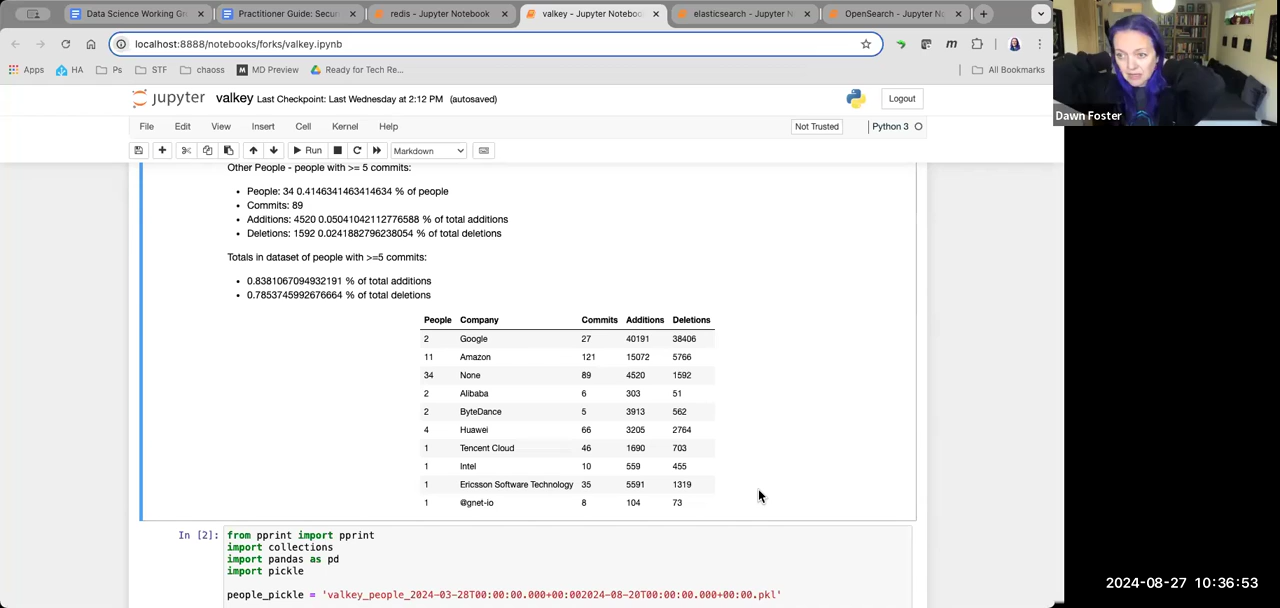 Data Science Working Gr
Practitioner Guide: Secur
redis - Jupyter Notebook
valkey - Jupyter Notebook
elasticsearch - Jupyter N
OpenSearch - Jupyter No
localhost:8888/notebooks/forks/valkey.ipynb
Apps
HA
Ps
STF
chaoss
MD Preview
Ready for Tech Re...
All Bookmarks
Dawn Foster
jupyter valkey Last Checkpoint: Last Wednesday at 2:12 PM (autosaved)
Logout
File Edit View Insert Cell Kernel Help
Not Trusted
Python 3
Run
Markdown
Other People - people with >= 5 commits:
• People: 34 0.4146341463414634 % of people
• Commits: 89
• Additions: 4520 0.05041042112776588 % of total additions
• Deletions: 1592 0.0241882796238054 % of total deletions
Totals in dataset of people with >=5 commits:
• 0.8381067094932191 % of total additions
• 0.7853745992676664 % of total deletions
People Company Commits Additions Deletions
2 Google 27 40191 38406
11 Amazon 121 15072 5766
34 None 89 4520 1592
2 Alibaba 6 303 51
2 ByteDance 5 3913 562
4 Huawei 66 3205 2764
1 Tencent Cloud 46 1690 703
1 Intel 10 559 455
1 Ericsson Software Technology 35 5591 1319
1 @gnet-io 8 104 73
In [2]: from pprint import pprint
import collections
import pandas as pd
import pickle
people_pickle = 'valkey_people_2024-03-28T00:00:00.000+00:002024-08-20T00:00:00.000+00:00.pkl'
2024-08-27 10:36:53